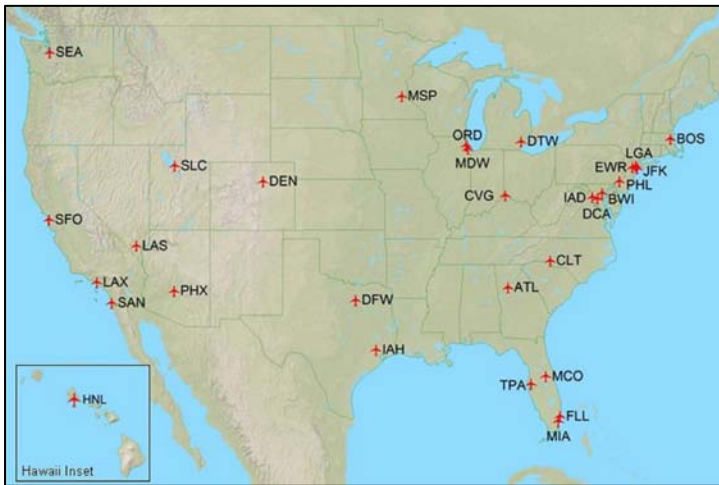 SEA
MSP
ORD
DTW
BOS
MDW
LGA
EWR
JFK
SLC
DEN
PHL
CVG
IAD
BWI
DCA
SFO
LAS
CLT
LAX
PHX
ATL
SAN
DFW
IAH
MCO
TPA
HNL
FLL
MIA
Hawaii Inset